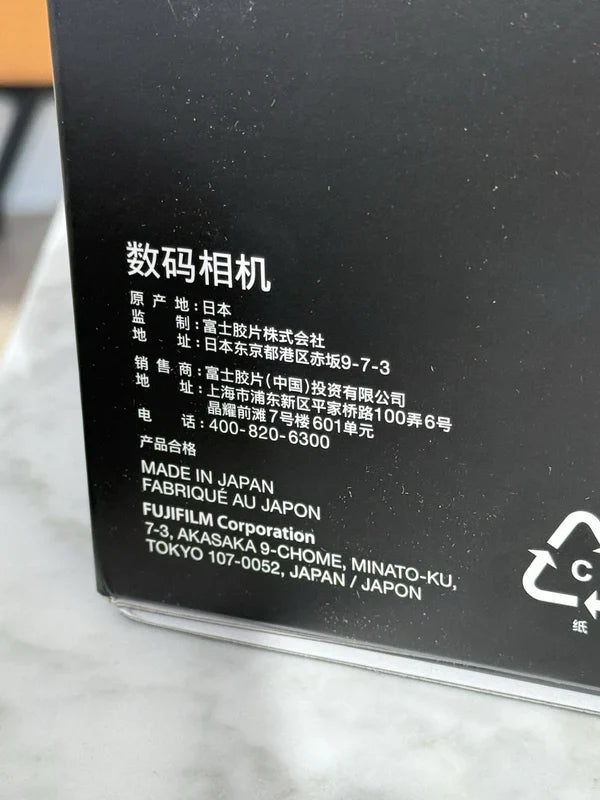 数码相机
原产地:日本
监制:富士胶片株式会社
地址:日本东京都港区赤坂9-7-3
销售商:富士胶片(中国)投资有限公司
地址:上海市浦东新区平家桥路100弄6号
晶耀前滩7号楼601单元
电话:400-820-6300
产品合格
MADE IN JAPAN
FABRIQUÉ AU JAPON
FUJIFILM Corporation
7-3, AKASAKA 9-CHOME, MINATO-KU,
TOKYO 107-0052, JAPAN / JAPON
C
纸